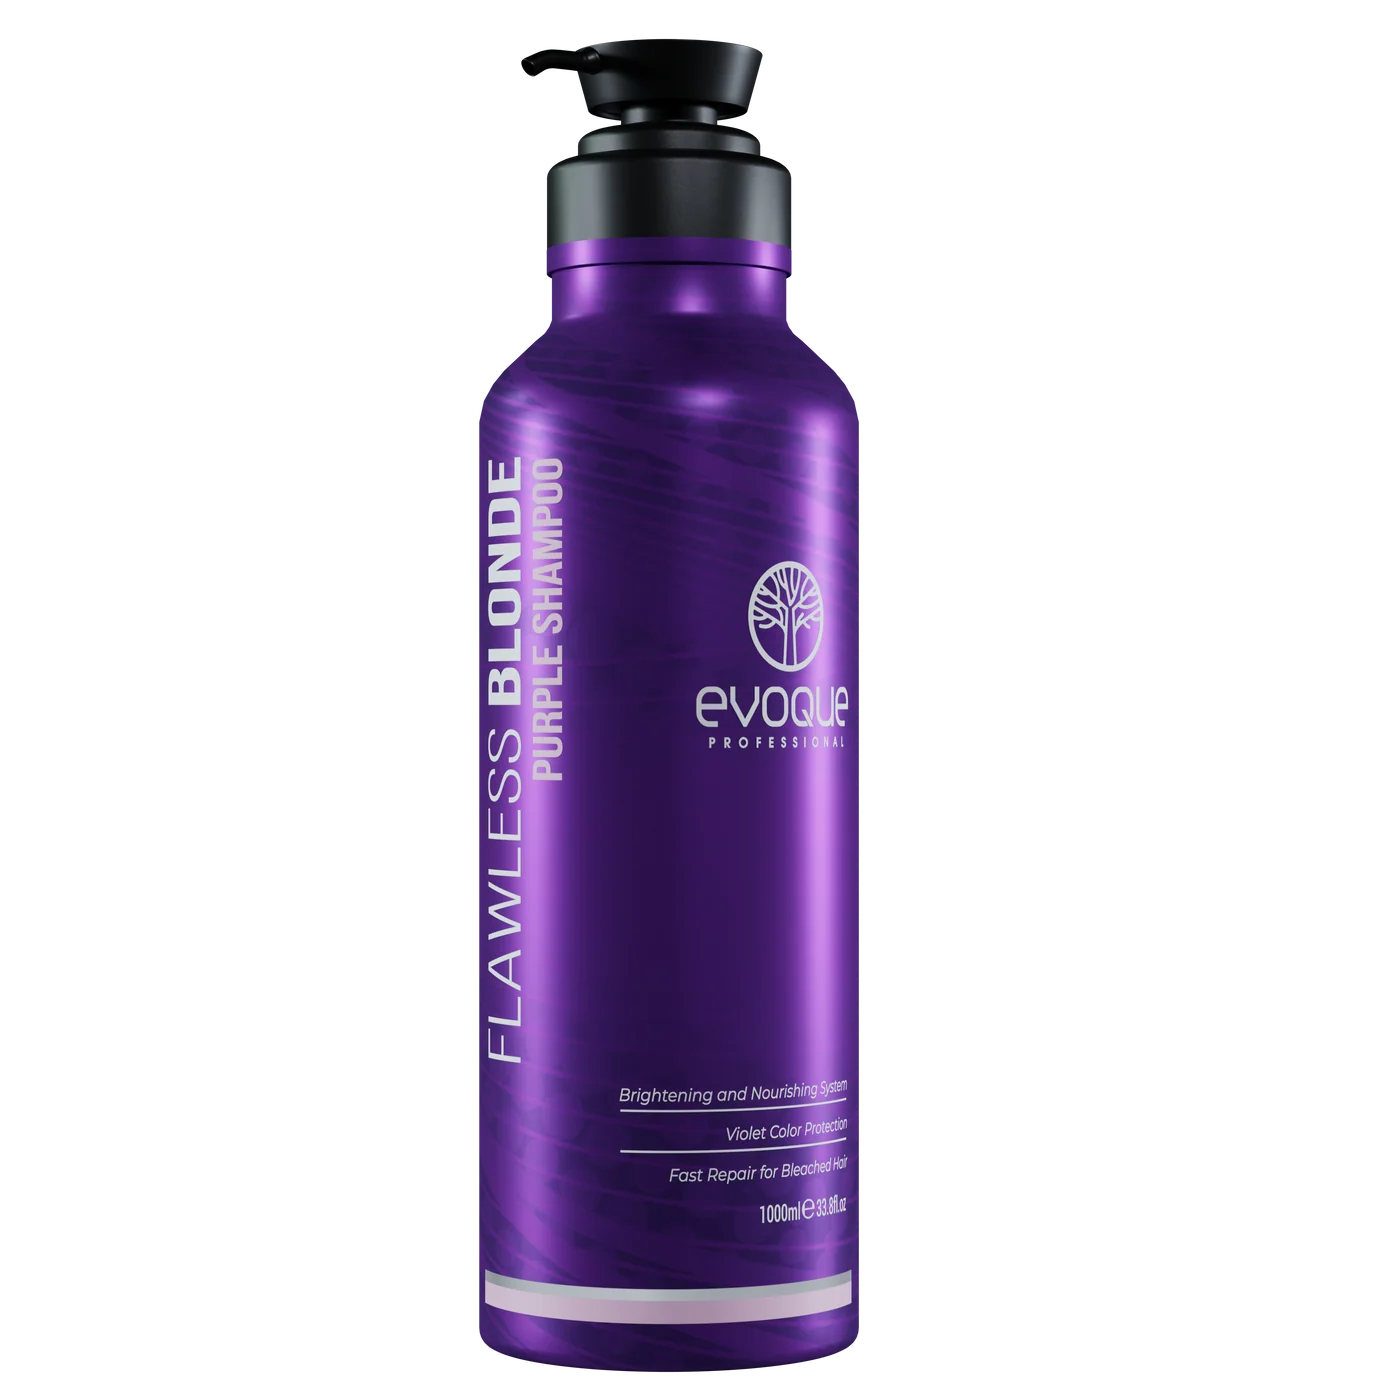 FLAWLESS BLONDE
PURPLE SHAMPOO
evoque
PROFESSIONAL
Brightening and Nourishing System
Violet Color Protection
Fast Repair for Bleached Hair
1000ml℮33.8fl.oz